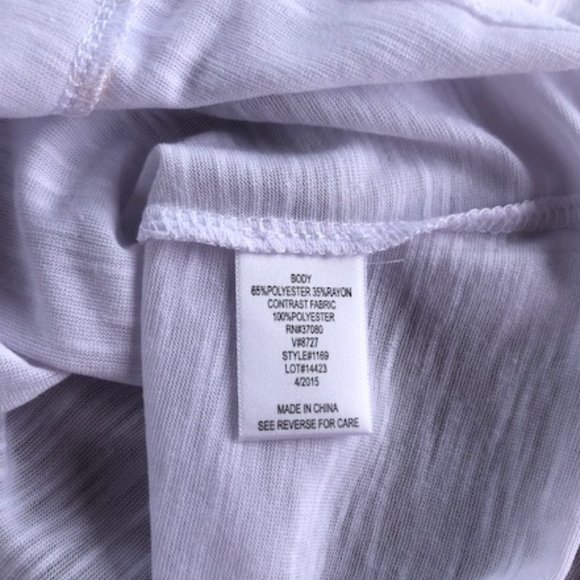 BODY
65%POLYESTER 35%RAYON
CONTRAST FABRIC
100%POLYESTER
RN#37080
V#8727
STYLE#1169
LOT#14423
4/2015
MADE IN CHINA
SEE REVERSE FOR CARE